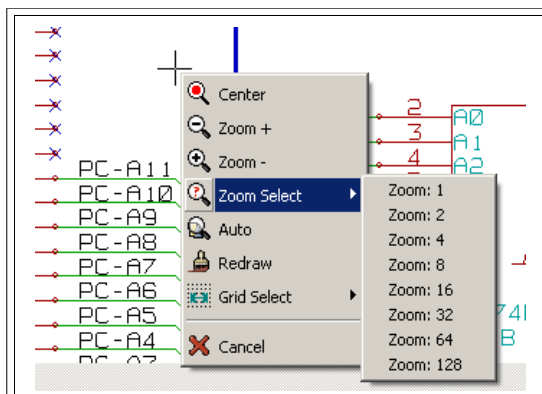 Center
Zoom +
Zoom -
Zoom Select
Auto
Redraw
Grid Select
Cancel
Zoom: 1
Zoom: 2
Zoom: 4
Zoom: 8
Zoom: 16
Zoom: 32
Zoom: 64
Zoom: 128
PC-A11
PC-A10
PC-A9
PC-A8
PC-A7
PC-A6
PC-A5
PC-A4
2
A0
3
A1
4
A2